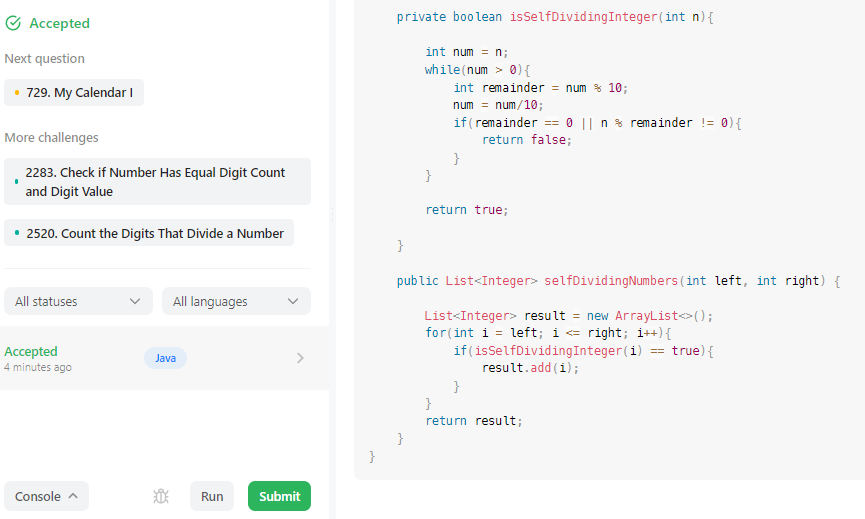 Accepted
Next question
729. My Calendar I
More challenges
2283. Check if Number Has Equal Digit Count
and Digit Value
2520. Count the Digits That Divide a Number
All statuses
All languages
Accepted
4 minutes ago
Java
Console
Run
Submit
private boolean isSelfDividingInteger(int n){
int num = n;
while(num > 0){
int remainder = num % 10;
num = num/10;
if(remainder == 0 || n % remainder != 0){
return false;
}
}
return true;
}
public List<Integer> selfDividingNumbers(int left, int right) {
List<Integer> result = new ArrayList<>();
for(int i = left; i <= right; i++){
if(isSelfDividingInteger(i) == true){
result.add(i);
}
}
return result;
}
}